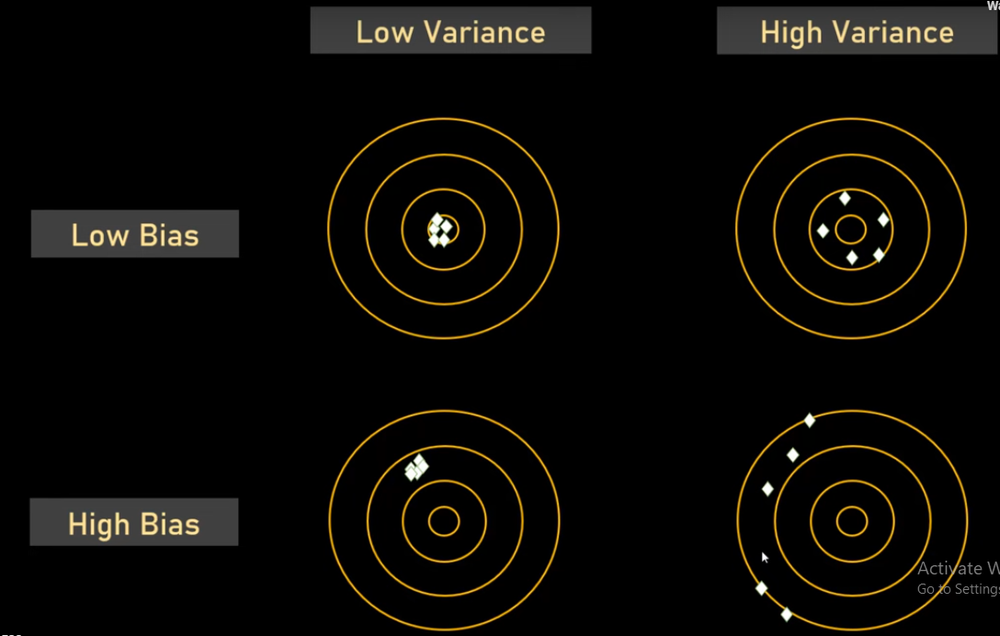 Low Variance
High Variance
Low Bias
High Bias
Activate W
Go to Settings